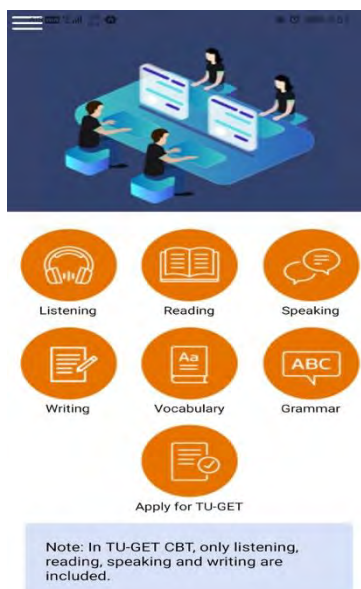 Aa
ABC
Listening
Reading
Speaking
Writing
Vocabulary
Grammar
Apply for TU-GET
Note: In TU-GET CBT, only listening,
reading, speaking and writing are
included.